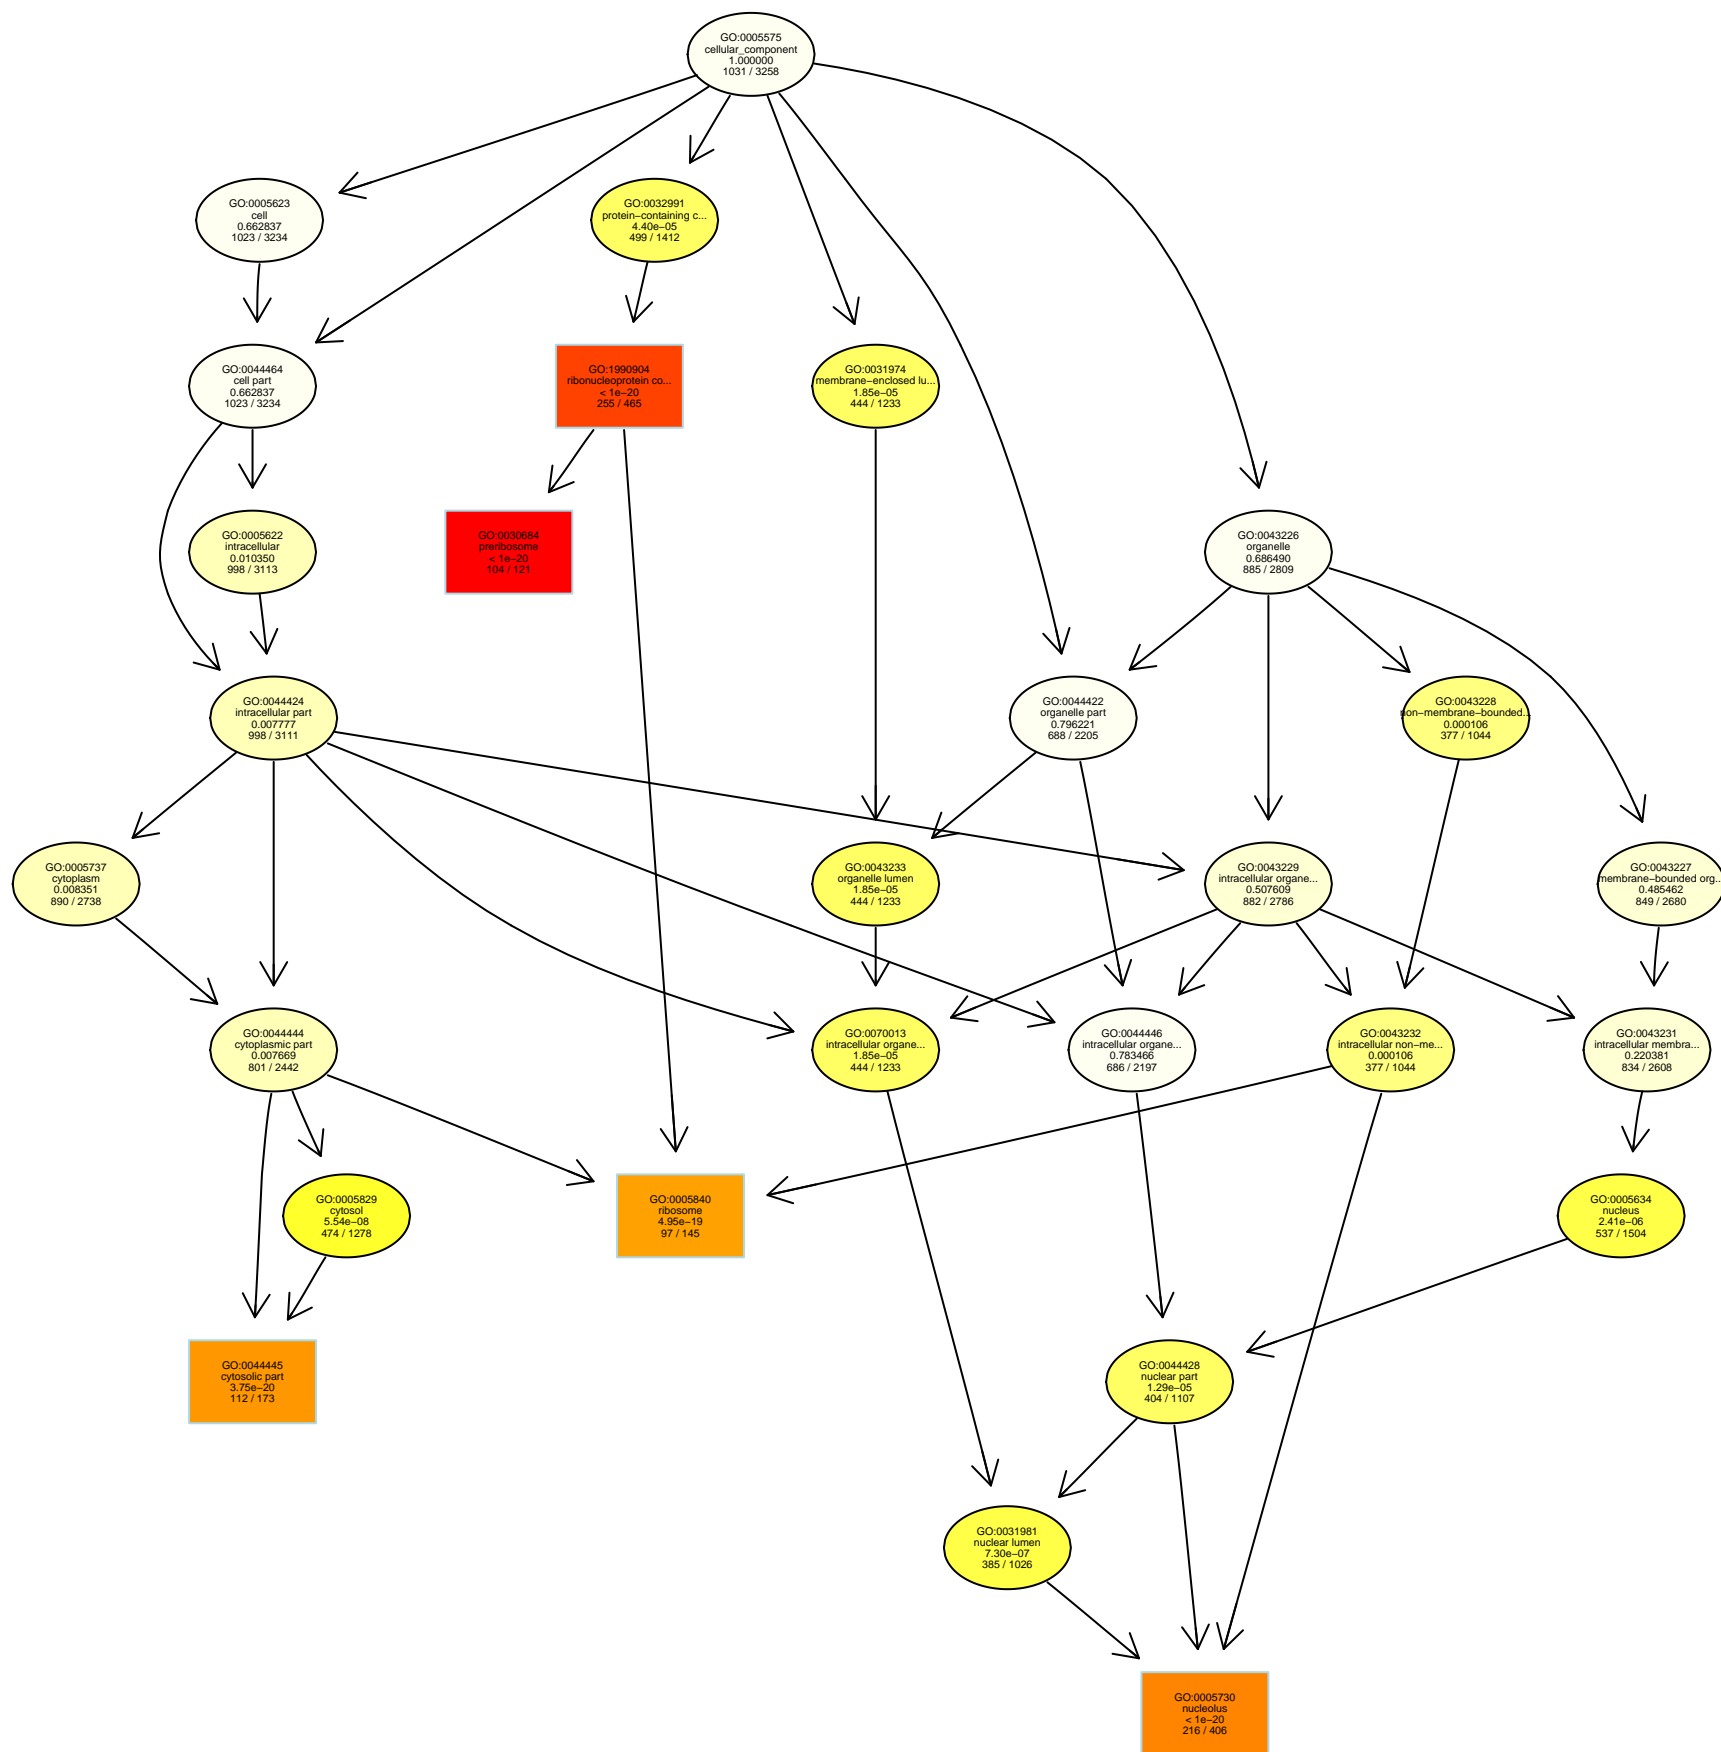 GO:0005575
cellular_component
1.000000
1031 / 3258
GO:0005623
cell
0.662837
1023 / 3234
GO:0032991
protein−containing c...
4.40e−05
499 / 1412
GO:0044464
cell part
0.662837
1023 / 3234
GO:1990904
ribonucleoprotein co...
< 1e−20
255 / 465
GO:0031974
membrane−enclosed lu...
1.85e−05
444 / 1233
GO:0005622
intracellular
0.010350
998 / 3113
GO:0030684
preribosome
< 1e−20
104 / 121
GO:0043226
organelle
0.686490
885 / 2809
GO:0044424
intracellular part
0.007777
998 / 3111
GO:0044422
organelle part
0.796221
688 / 2205
GO:0043228
non−membrane−bounded...
0.000106
377 / 1044
GO:0005737
cytoplasm
0.008351
890 / 2738
GO:0043233
organelle lumen
1.85e−05
444 / 1233
GO:0043229
intracellular organe...
0.507609
882 / 2786
GO:0043227
membrane−bounded org...
0.485462
849 / 2680
GO:0044444
cytoplasmic part
0.007669
801 / 2442
GO:0070013
intracellular organe...
1.85e−05
444 / 1233
GO:0044446
intracellular organe...
0.783466
686 / 2197
GO:0043232
intracellular non−me...
0.000106
377 / 1044
GO:0043231
intracellular membra...
0.220381
834 / 2608
GO:0005829
cytosol
5.54e−08
474 / 1278
GO:0005840
ribosome
4.95e−19
97 / 145
GO:0005634
nucleus
2.41e−06
537 / 1504
GO:0044445
cytosolic part
3.75e−20
112 / 173
GO:0044428
nuclear part
1.29e−05
404 / 1107
GO:0031981
nuclear lumen
7.30e−07
385 / 1026
GO:0005730
nucleolus
< 1e−20
216 / 406